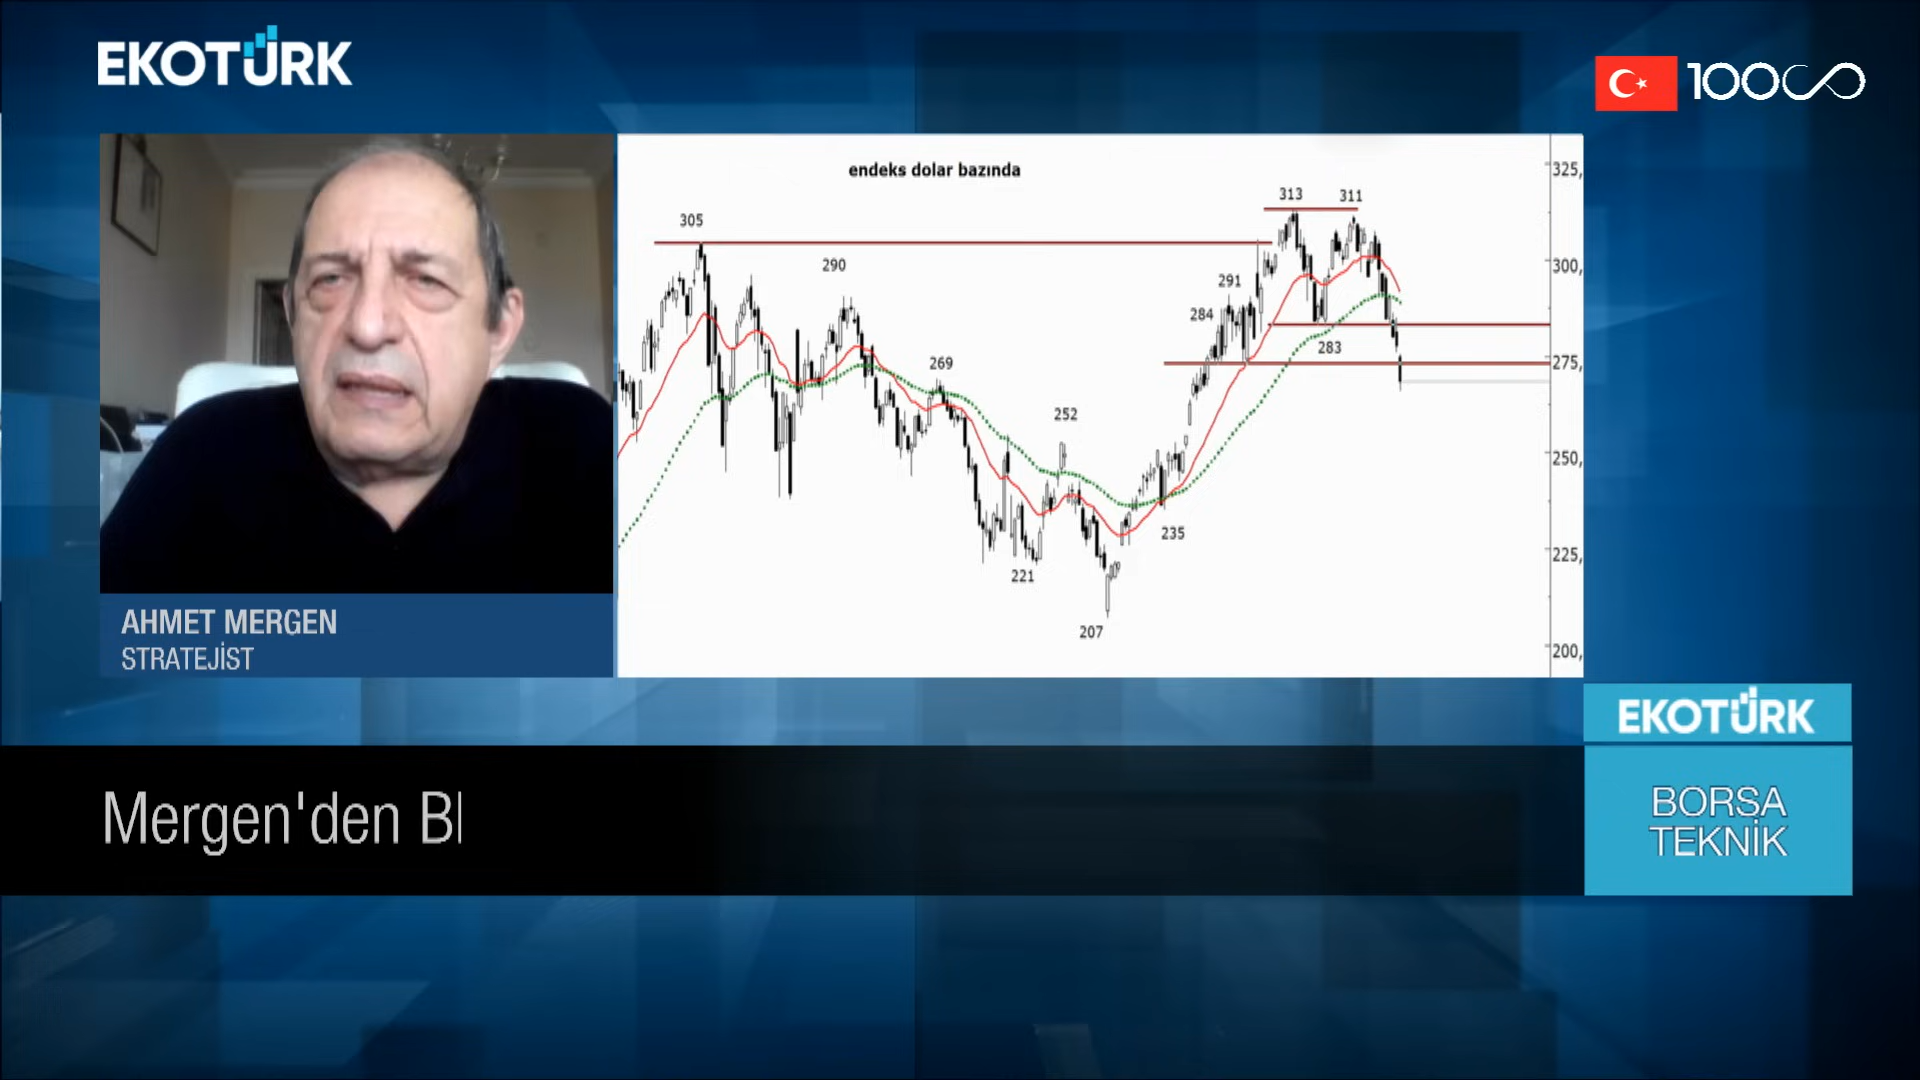 EKOTÜRK
100
endeks dolar bazında
305
290
269
252
221
207
235
284
291
313
311
283
325,
300,
275,
250,
225,
200,
AHMET MERGEN
STRATEJİST
EKOTÜRK
Mergen'den BI
BORSA
TEKNİK